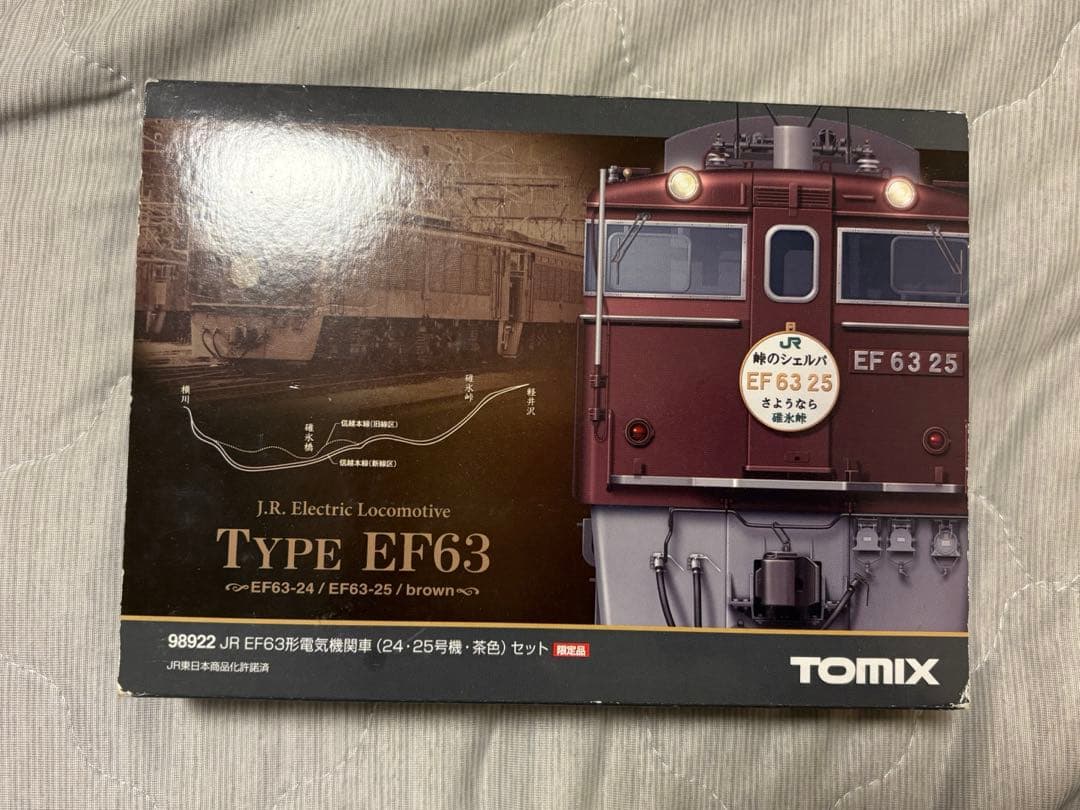 JR
峠のシェルパ
EF 63 25
さようなら
碓氷峠
EF 63 25
横川
碓氷橋
信越本線(旧線区)
信越本線(新線区)
碓氷峠
軽井沢
J.R. Electric Locomotive
TYPE EF63
EF63-24 / EF63-25 / brown
98922 JR EF63形電気機関車(24・25号機・茶色)セット 限定品
JR東日本商品化許諾済
TOMIX